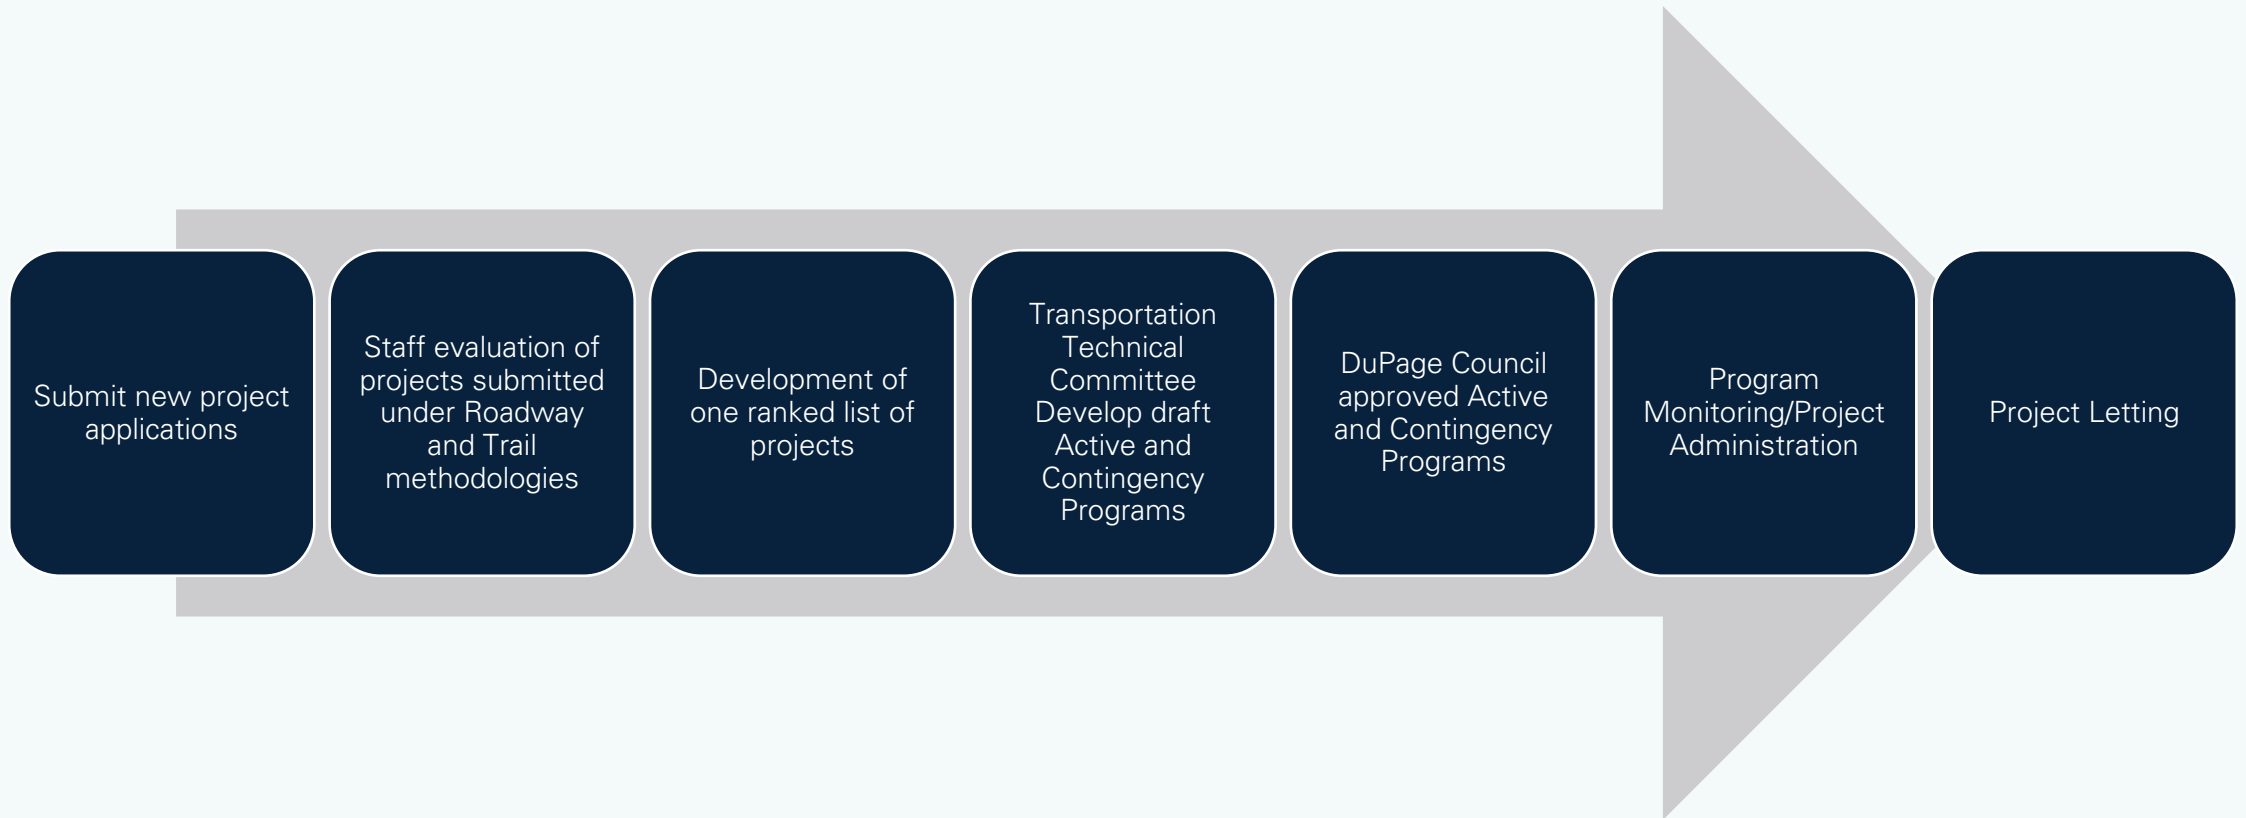 Submit new project
applications
Staff evaluation of
projects submitted
under Roadway
and Trail
methodologies
Development of
one ranked list of
projects
Transportation
Technical
Committee
Develop draft
Active and
Contingency
Programs
DuPage Council
approved Active
and Contingency
Programs
Program
Monitoring/Project
Administration
Project Letting